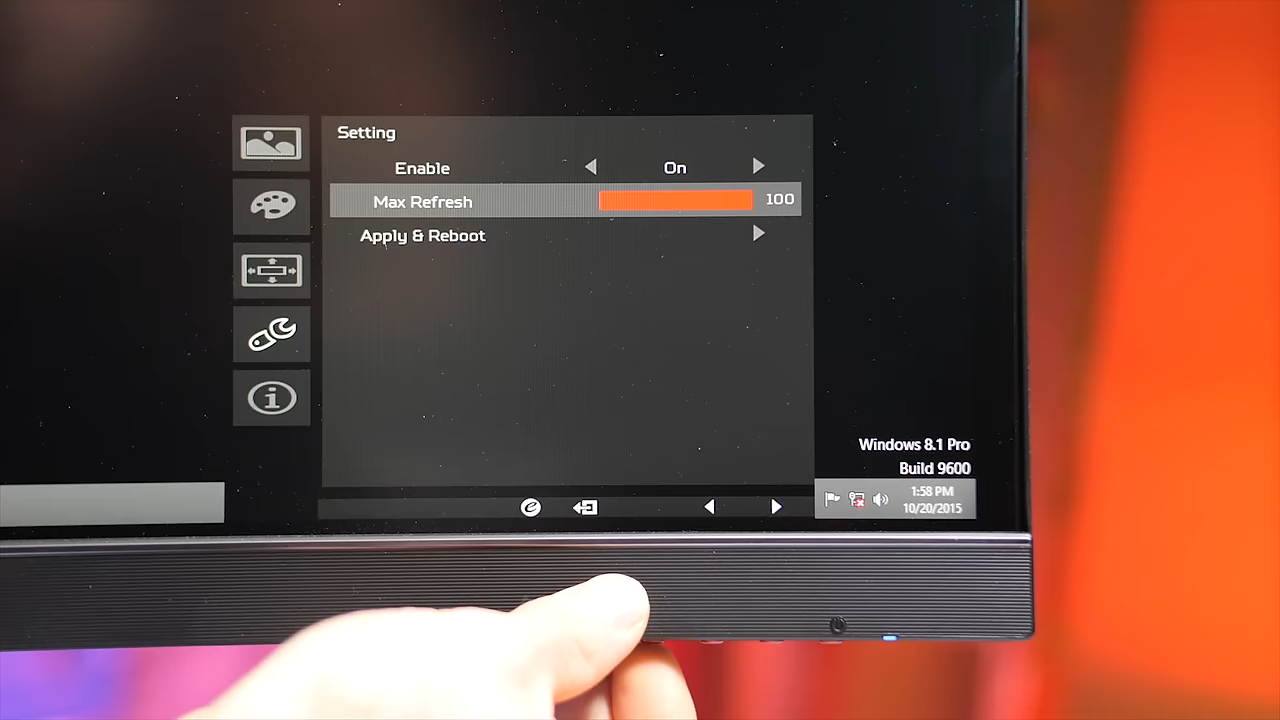 Setting
Enable On
Max Refresh 100
Apply & Reboot
Windows 8.1 Pro
Build 9600
1:58 PM
10/20/2015